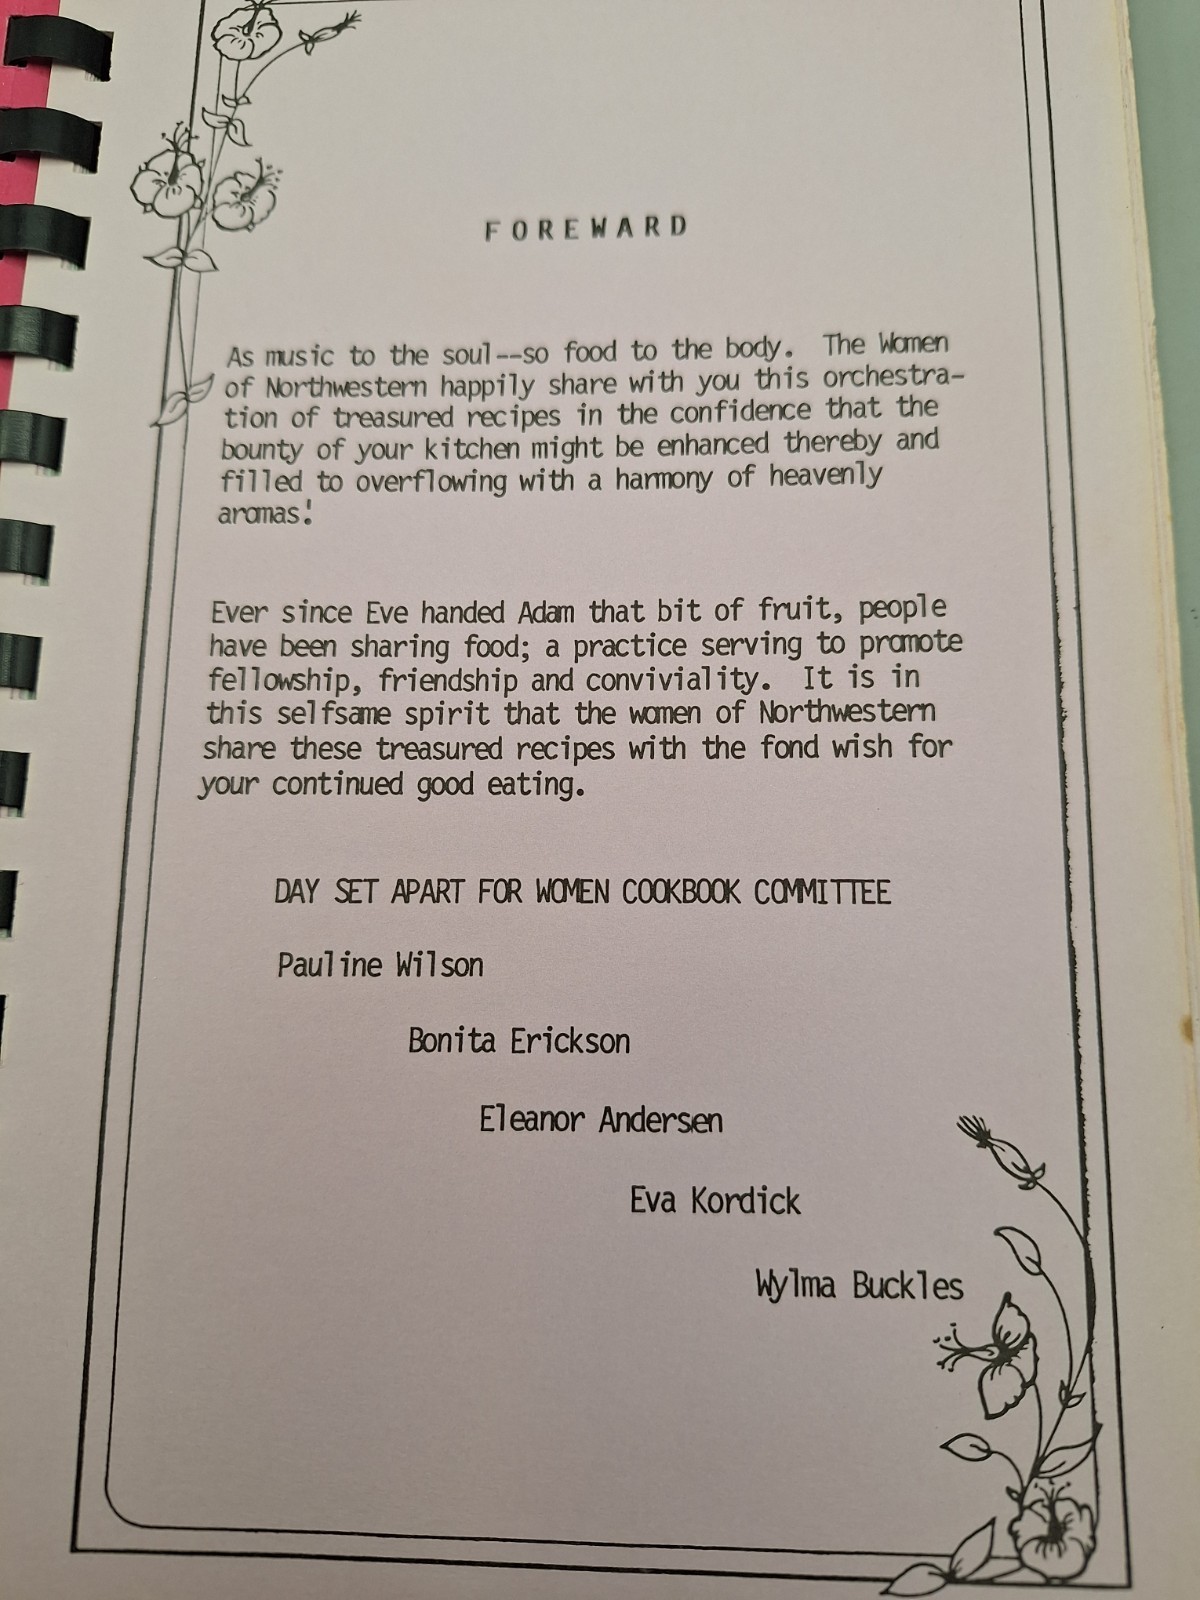 FOREWARD
As music to the soul--so food to the body.  The Women
of Northwestern happily share with you this orchestra-
tion of treasured recipes in the confidence that the
bounty of your kitchen might be enhanced thereby and
filled to overflowing with a harmony of heavenly
aromas!
Ever since Eve handed Adam that bit of fruit, people
have been sharing food; a practice serving to promote
fellowship, friendship and conviviality.  It is in
this selfsame spirit that the women of Northwestern
share these treasured recipes with the fond wish for
your continued good eating.
DAY SET APART FOR WOMEN COOKBOOK COMMITTEE
Pauline Wilson
Bonita Erickson
Eleanor Andersen
Eva Kordick
Wylma Buckles